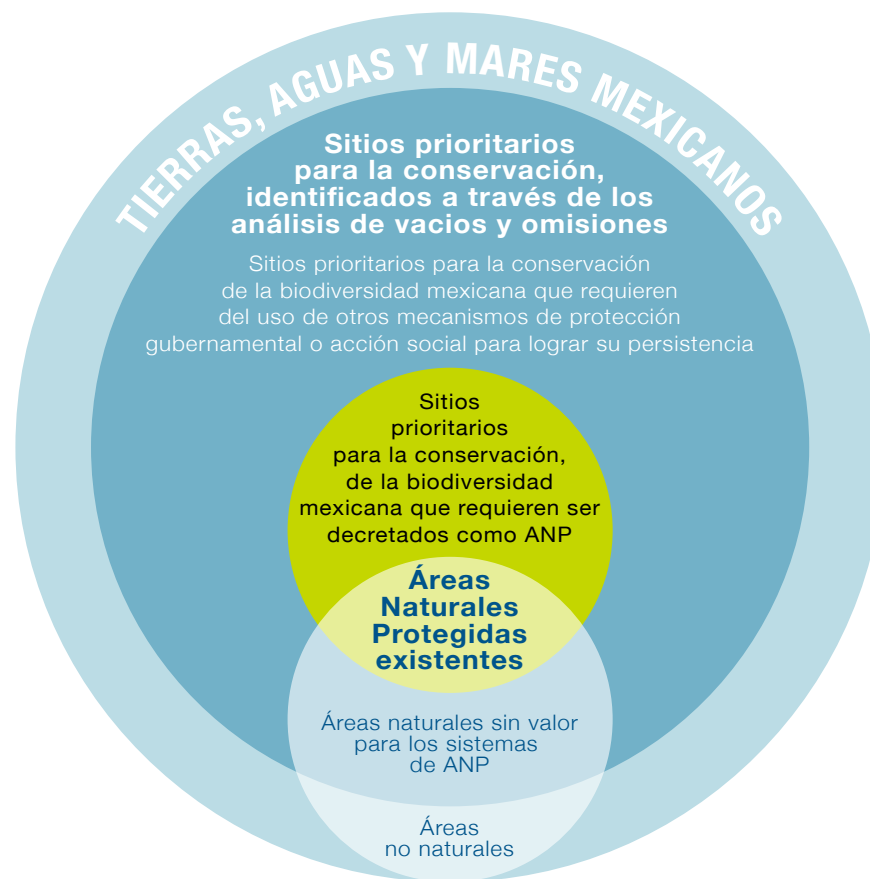 TIERRAS, AGUAS Y MARES MEXICANOS
Sitios prioritarios
para la conservación,
identificados a través de los
análisis de vacios y omisiones
Sitios prioritarios para la conservación
de la biodiversidad mexicana que requieren
del uso de otros mecanismos de protección
gubernamental o acción social para lograr su persistencia
Sitios
prioritarios
para la conservación,
de la biodiversidad
mexicana que requieren ser
decretados como ANP
Áreas
Naturales
Protegidas
existentes
Áreas naturales sin valor
para los sistemas
de ANP
Áreas
no naturales